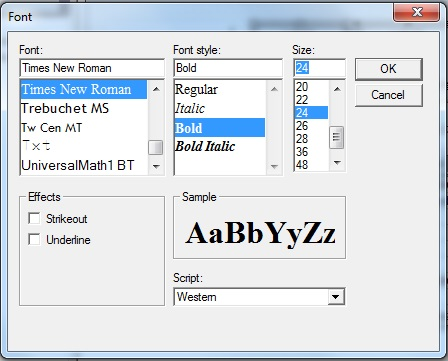 Font
Font:
Times New Roman
Times New Roman
Trebuchet MS
Tw Cen MT
Txt
UniversalMath1 BT
Font style:
Bold
Regular
Italic
Bold
Bold Italic
Size:
24
20
22
24
26
28
36
48
OK
Cancel
Effects
Strikeout
Underline
Sample
AaBbYyZz
Script:
Western